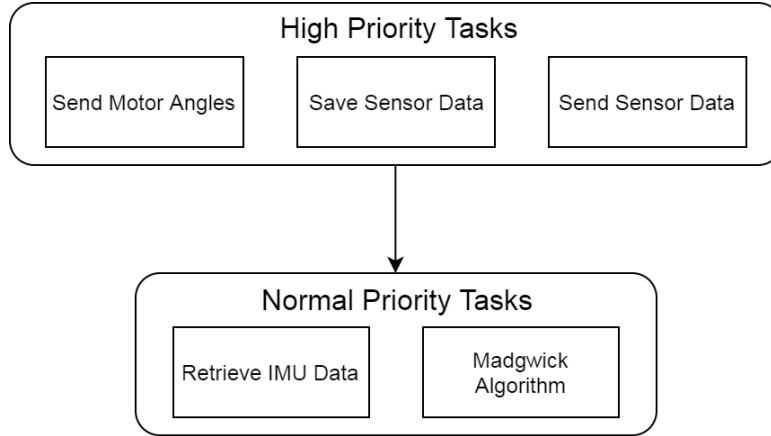 High Priority Tasks
Send Motor Angles
Save Sensor Data
Send Sensor Data
Normal Priority Tasks
Retrieve IMU Data
Madgwick
Algorithm